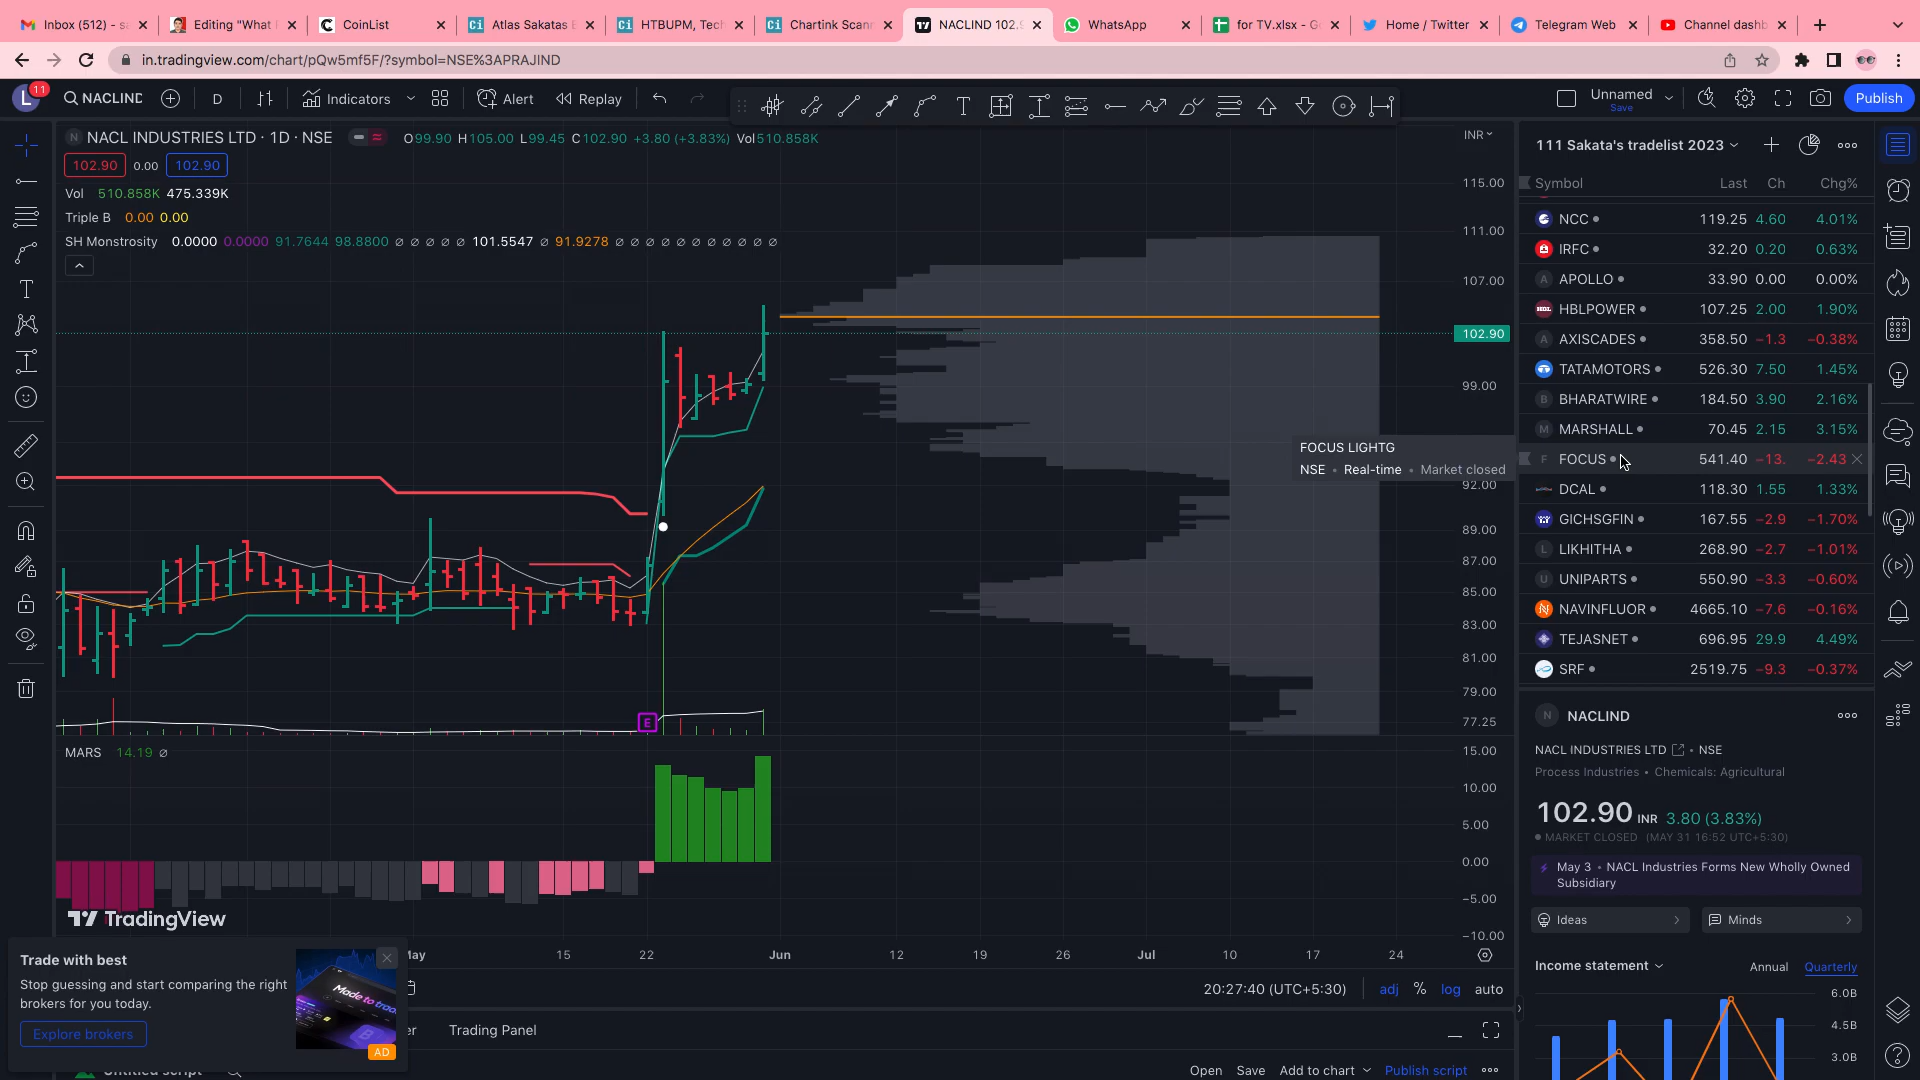 Inbox (512) - sa
Editing "What I
CoinList
Atlas Sakatas E
HTBUPM, Tech
Chartink Scann
NACLIND 102.9
WhatsApp
for TV.xlsx - Go
Home / Twitter
Telegram Web
Channel dashb
in.tradingview.com/chart/pQw5mf5F/?symbol=NSE%3APRAJIND
L 11
NACLIND
D
Indicators
Alert
Replay
Unnamed
Save
Publish
NACL INDUSTRIES LTD · 1D · NSE
O99.90 H105.00 L99.45 C102.90 +3.80 (+3.83%) Vol510.858K
INR
102.90 0.00 102.90
Vol 510.858K 475.339K
Triple B 0.00 0.00
SH Monstrosity 0.0000 0.0000 91.7644 98.8800 ∅ ∅ ∅ ∅ ∅ 101.5547 ∅ 91.9278 ∅ ∅ ∅ ∅ ∅ ∅ ∅ ∅ ∅ ∅ ∅
115.00
111.00
107.00
102.90
99.00
92.00
89.00
87.00
85.00
83.00
81.00
79.00
77.25
FOCUS LIGHTG
NSE • Real-time • Market closed
E
MARS 14.19 ∅
15.00
10.00
5.00
0.00
−5.00
−10.00
TradingView
May 15 22 Jun 12 19 26 Jul 10 17 24
Trade with best
Stop guessing and start comparing the right
brokers for you today.
Explore brokers
Made to trade
AD
20:27:40 (UTC+5:30)
adj % log auto
er
Trading Panel
Untitled script
Open Save Add to chart Publish script
111 Sakata's tradelist 2023
Symbol Last Ch Chg%
NCC 119.25 4.60 4.01%
IRFC 32.20 0.20 0.63%
A APOLLO 33.90 0.00 0.00%
HBLPOWER 107.25 2.00 1.90%
A AXISCADES 358.50 −1.3 −0.38%
TATAMOTORS 526.30 7.50 1.45%
B BHARATWIRE 184.50 3.90 2.16%
M MARSHALL 70.45 2.15 3.15%
F FOCUS 541.40 −13. −2.43
DCAL 118.30 1.55 1.33%
GICHSGFIN 167.55 −2.9 −1.70%
L LIKHITHA 268.90 −2.7 −1.01%
U UNIPARTS 550.90 −3.3 −0.60%
NAVINFLUOR 4665.10 −7.6 −0.16%
TEJASNET 696.95 29.9 4.49%
SRF 2519.75 −9.3 −0.37%
N NACLIND
NACL INDUSTRIES LTD • NSE
Process Industries • Chemicals: Agricultural
102.90 INR 3.80 (3.83%)
MARKET CLOSED (MAY 31 16:52 UTC+5:30)
May 3 • NACL Industries Forms New Wholly Owned
Subsidiary
Ideas
Minds
Income statement
Annual Quarterly
6.0B
4.5B
3.0B